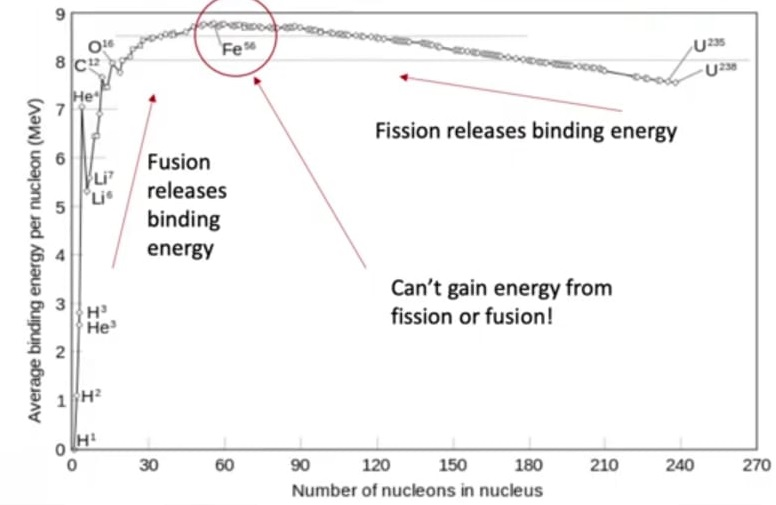 9
8
7
6
5
4
3
2
1
0
Average binding energy per nucleon (MeV)
O¹⁶
C¹²
He⁴
Li⁷
Li⁶
H³
He³
H²
H¹
Fe⁵⁶
U²³⁵
U²³⁸
Fission releases binding energy
Fusion
releases
binding
energy
Can't gain energy from
fission or fusion!
0 30 60 90 120 150 180 210 240 270
Number of nucleons in nucleus